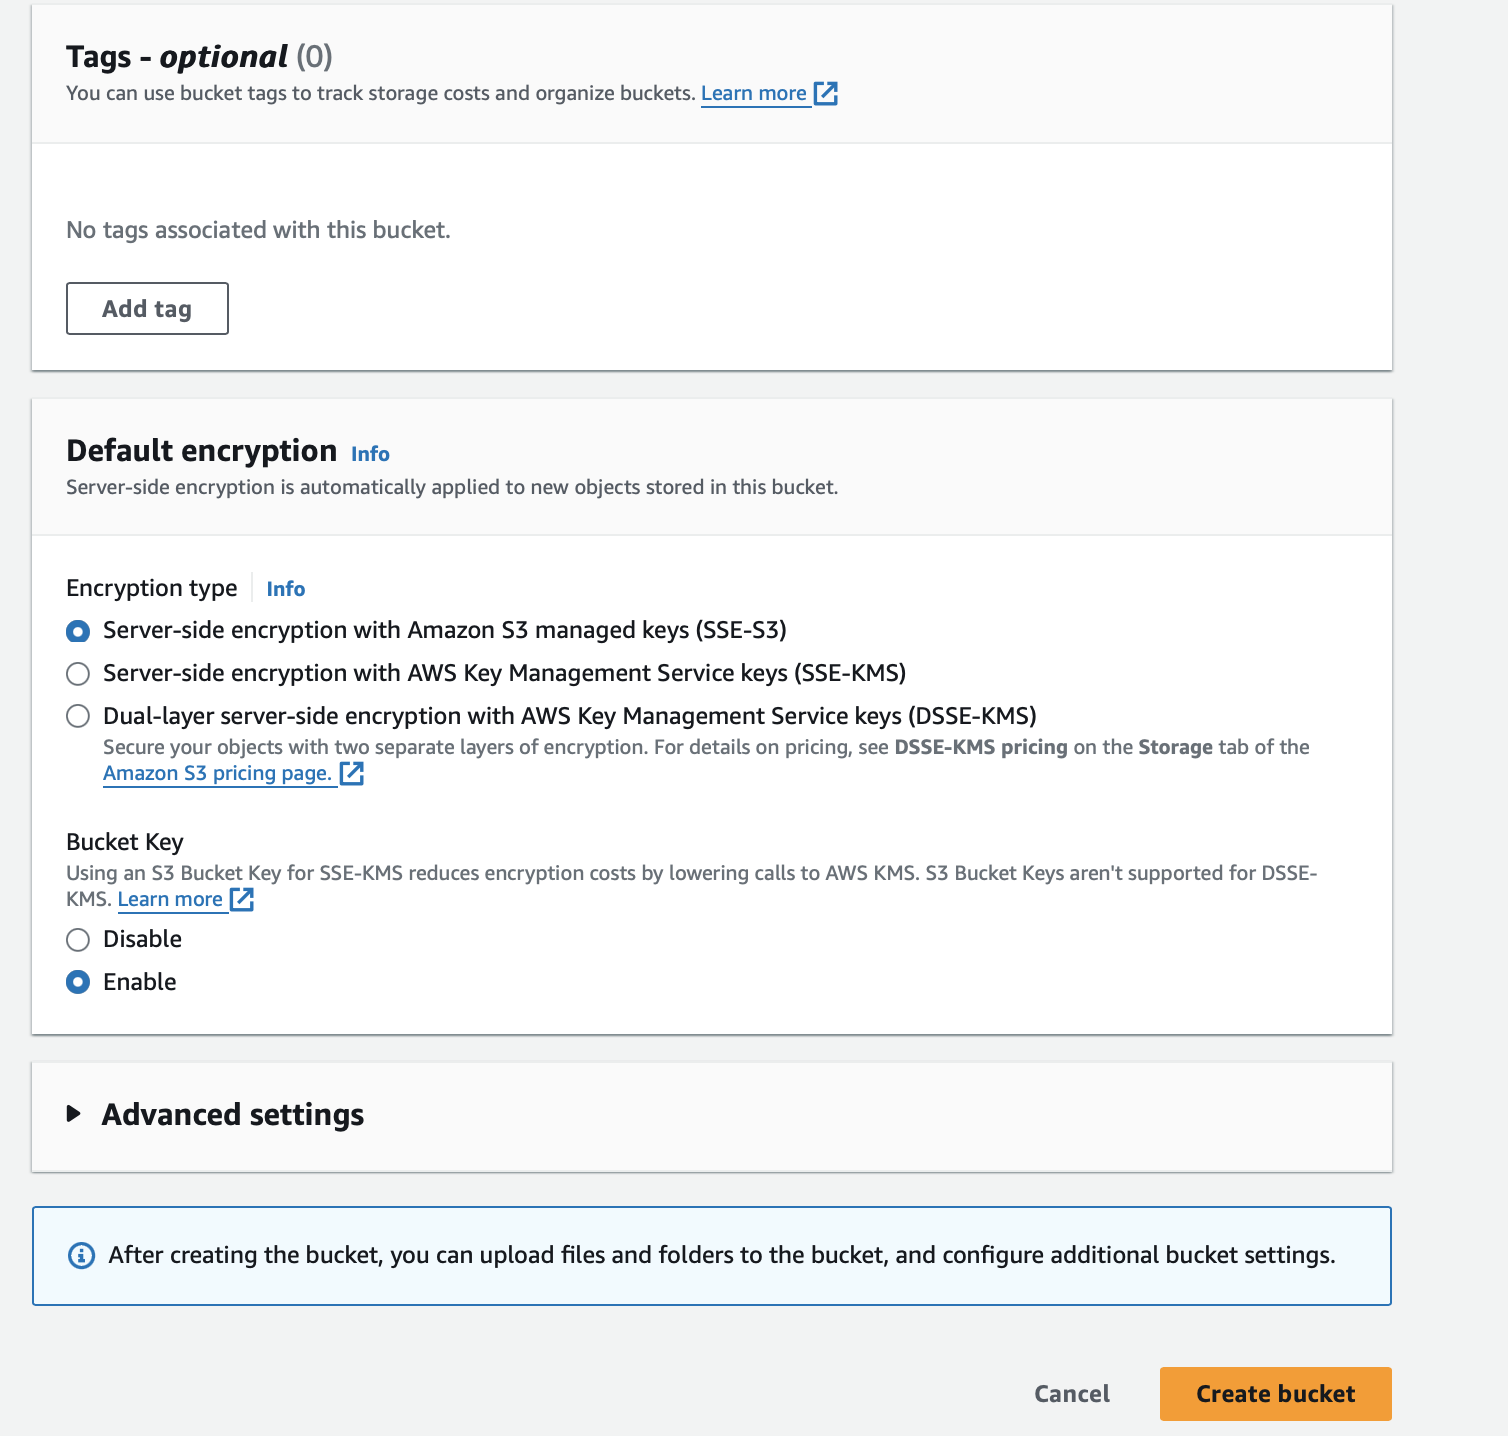 Tags - optional (0)
You can use bucket tags to track storage costs and organize buckets. Learn more
No tags associated with this bucket.
Add tag
Default encryption Info
Server-side encryption is automatically applied to new objects stored in this bucket.
Encryption type Info
Server-side encryption with Amazon S3 managed keys (SSE-S3)
Server-side encryption with AWS Key Management Service keys (SSE-KMS)
Dual-layer server-side encryption with AWS Key Management Service keys (DSSE-KMS)
Secure your objects with two separate layers of encryption. For details on pricing, see DSSE-KMS pricing on the Storage tab of the
Amazon S3 pricing page.
Bucket Key
Using an S3 Bucket Key for SSE-KMS reduces encryption costs by lowering calls to AWS KMS. S3 Bucket Keys aren't supported for DSSE-
KMS. Learn more
Disable
Enable
Advanced settings
After creating the bucket, you can upload files and folders to the bucket, and configure additional bucket settings.
Cancel Create bucket